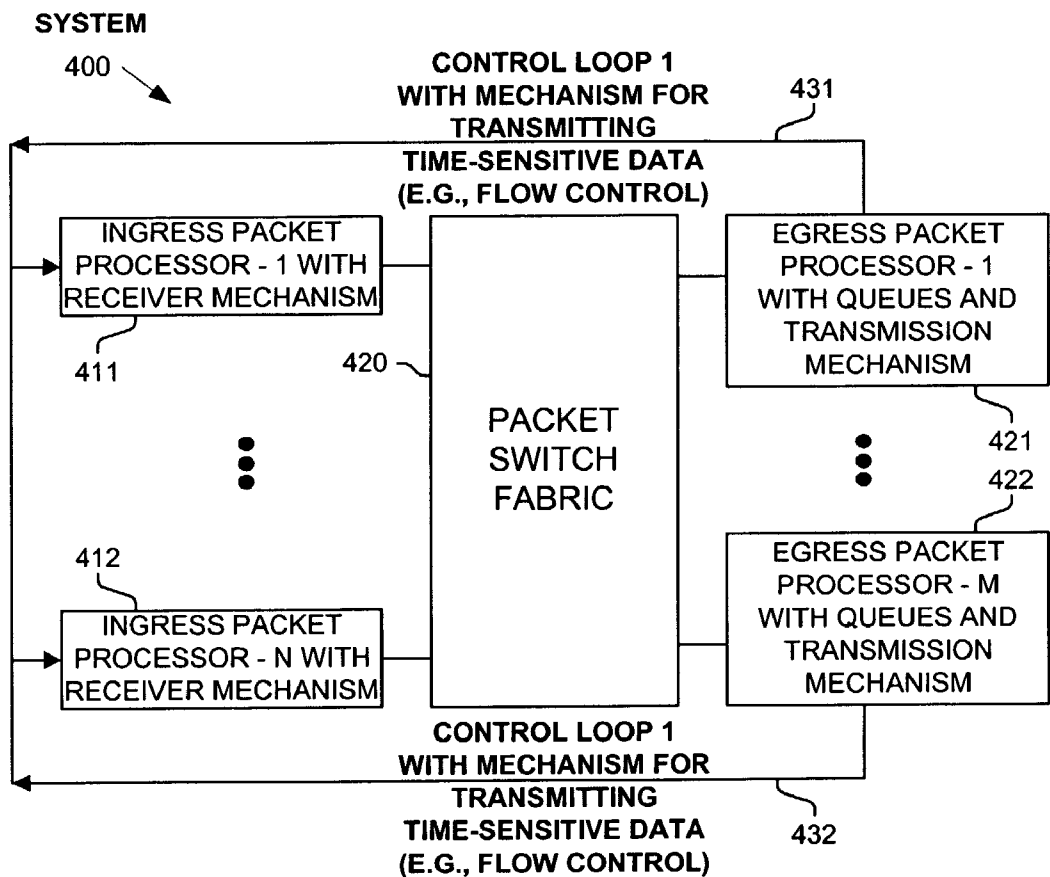 SYSTEM
400
CONTROL LOOP 1
WITH MECHANISM FOR
TRANSMITTING
TIME-SENSITIVE DATA
(E.G., FLOW CONTROL)
431
INGRESS PACKET
PROCESSOR - 1 WITH
RECEIVER MECHANISM
411
420
PACKET
SWITCH
FABRIC
EGRESS PACKET
PROCESSOR - 1
WITH QUEUES AND
TRANSMISSION
MECHANISM
421
422
412
INGRESS PACKET
PROCESSOR - N WITH
RECEIVER MECHANISM
EGRESS PACKET
PROCESSOR - M
WITH QUEUES AND
TRANSMISSION
MECHANISM
CONTROL LOOP 1
WITH MECHANISM FOR
TRANSMITTING
TIME-SENSITIVE DATA
(E.G., FLOW CONTROL)
432